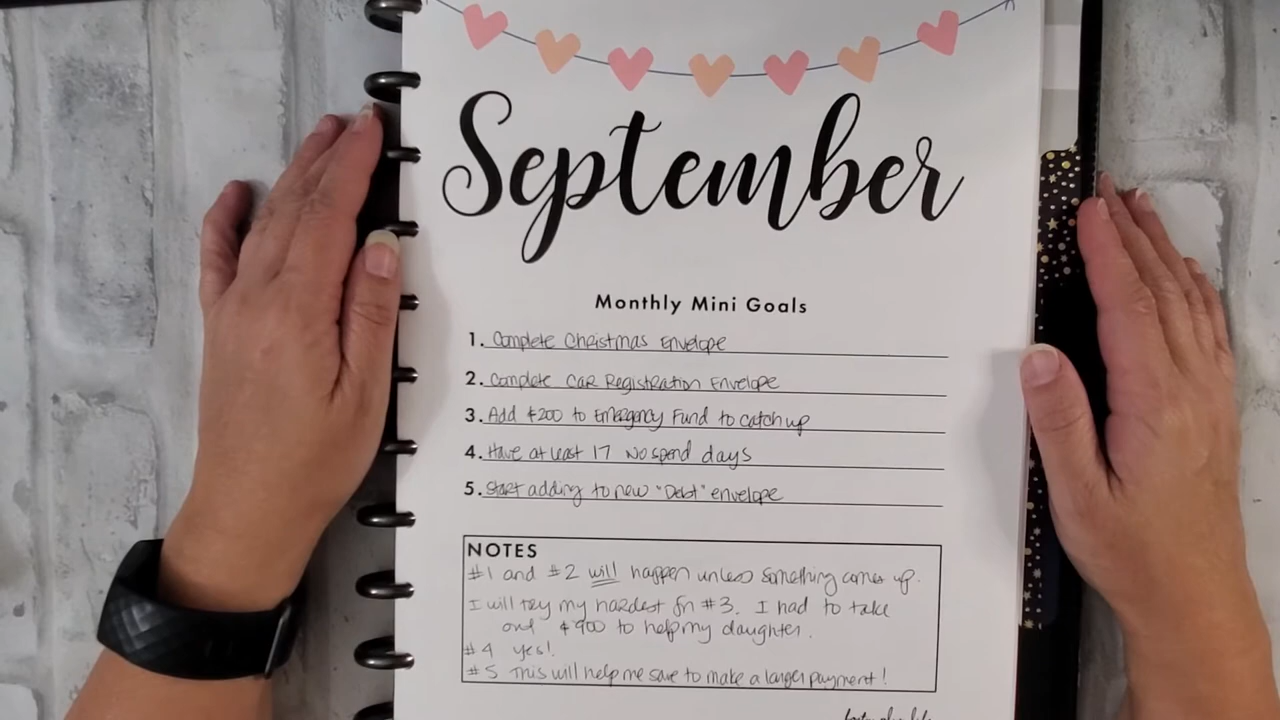 September
Monthly Mini Goals
1. Complete Christmas Envelope
2. Complete Car Registration Envelope
3. Add $200 to Emergency Fund to catch up
4. Have at least 17 no spend days
5. Start adding to new "Debt" envelope
NOTES
#1 and #2 will happen unless something comes up.
I will try my hardest for #3. I had to take
out $900 to help my daughter.
#4 yes!
#5 This will help me save to make a larger payment!